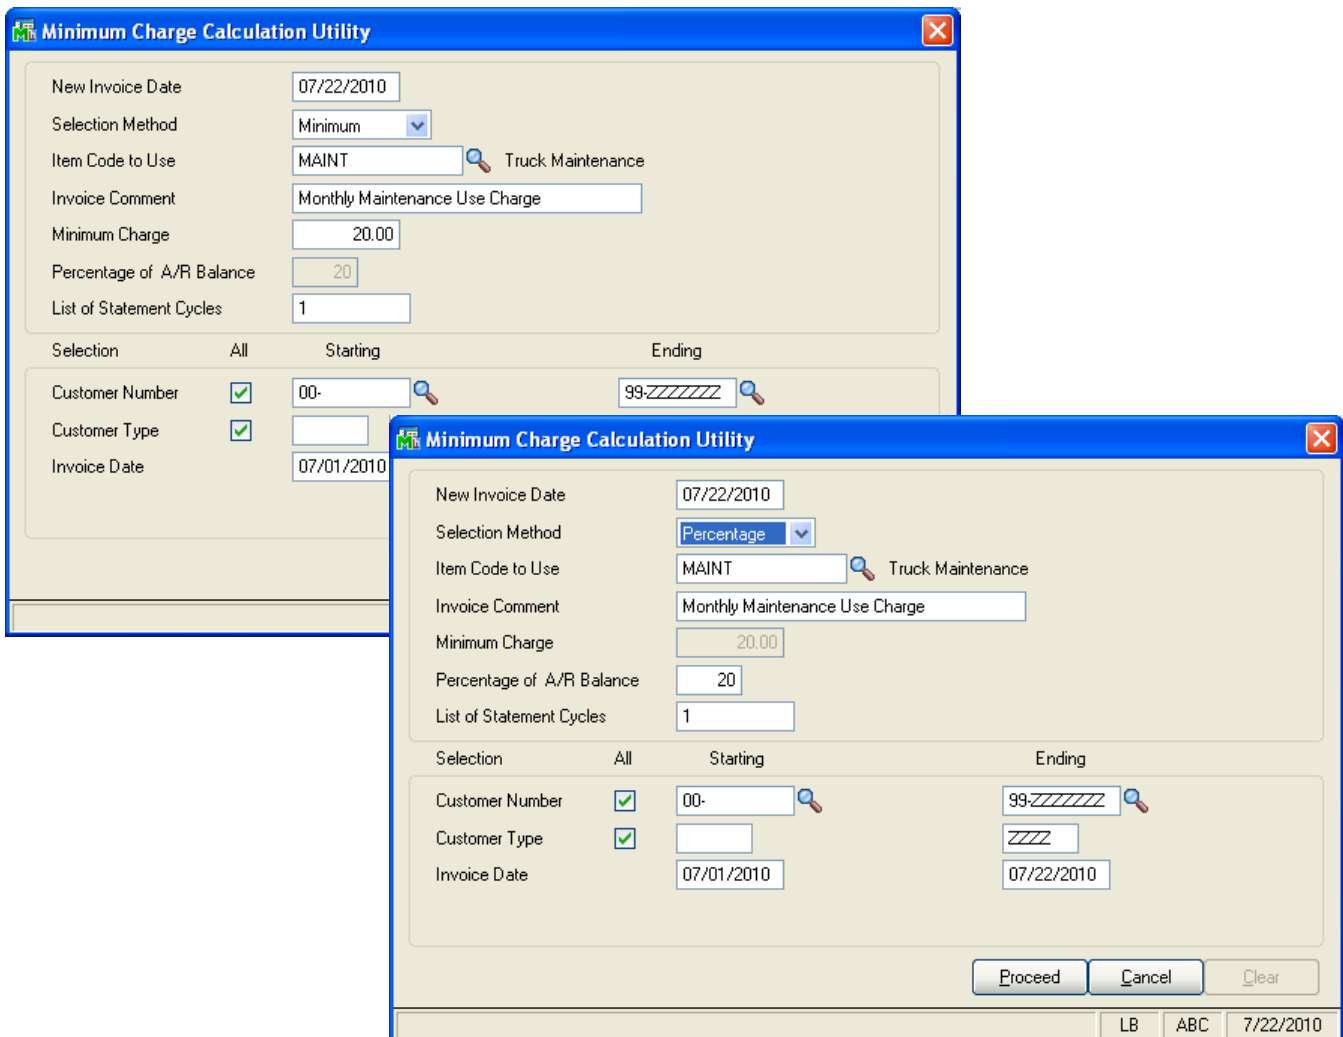 Minimum Charge Calculation Utility
New Invoice Date 07/22/2010
Selection Method Minimum
Item Code to Use MAINT Truck Maintenance
Invoice Comment Monthly Maintenance Use Charge
Minimum Charge 20.00
Percentage of A/R Balance 20
List of Statement Cycles 1
Selection All Starting Ending
Customer Number 00- 99-ZZZZZZZ
Customer Type
Invoice Date 07/01/2010
Minimum Charge Calculation Utility
New Invoice Date 07/22/2010
Selection Method Percentage
Item Code to Use MAINT Truck Maintenance
Invoice Comment Monthly Maintenance Use Charge
Minimum Charge 20.00
Percentage of A/R Balance 20
List of Statement Cycles 1
Selection All Starting Ending
Customer Number 00- 99-ZZZZZZZ
Customer Type ZZZZ
Invoice Date 07/01/2010 07/22/2010
Proceed Cancel Clear
LB ABC 7/22/2010